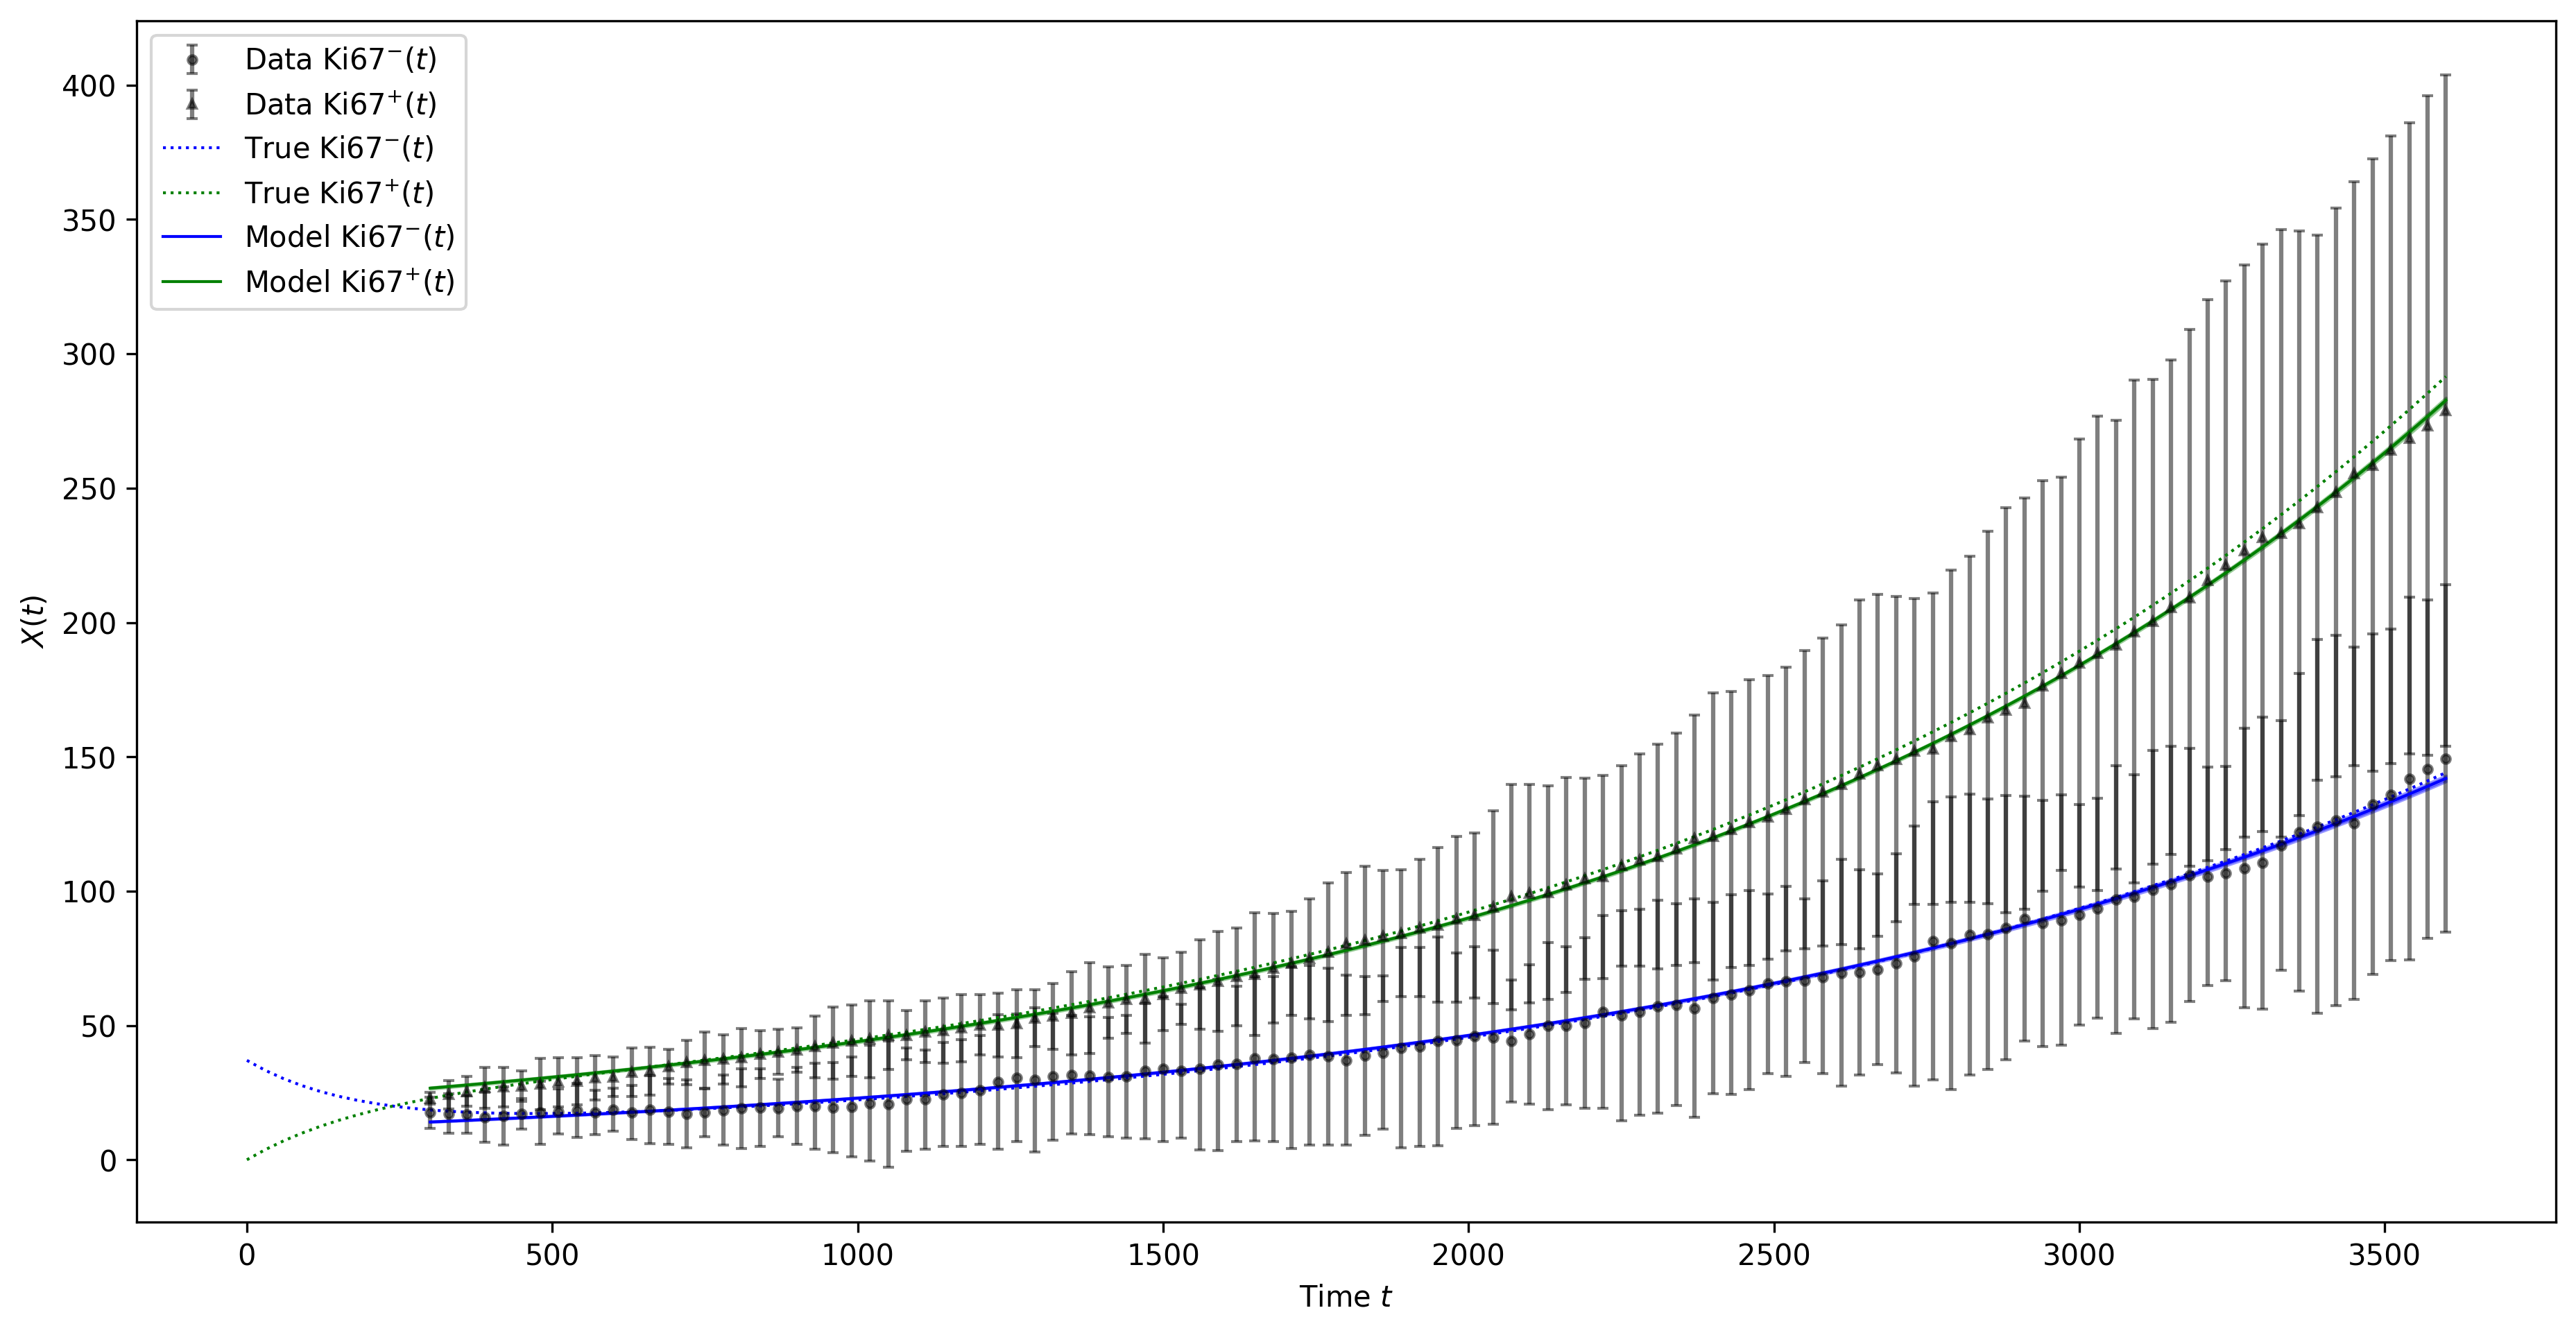 Data Ki67⁻(t)
Data Ki67⁺(t)
True Ki67⁻(t)
True Ki67⁺(t)
Model Ki67⁻(t)
Model Ki67⁺(t)
400
350
300
250
200
150
100
50
0
X(t)
0 500 1000 1500 2000 2500 3000 3500
Time t